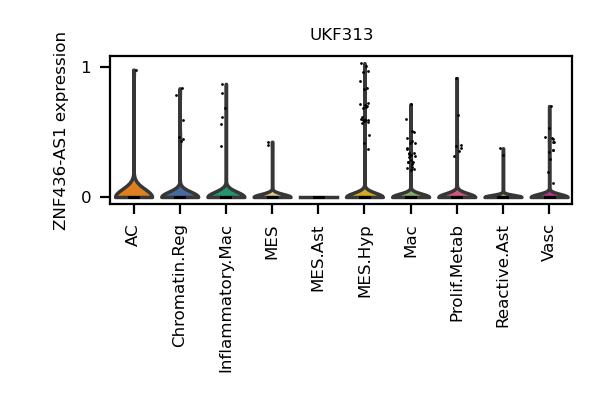 UKF313
ZNF436-AS1 expression
1
0
AC
Chromatin.Reg
Inflammatory.Mac
MES
MES.Ast
MES.Hyp
Mac
Prolif.Metab
Reactive.Ast
Vasc